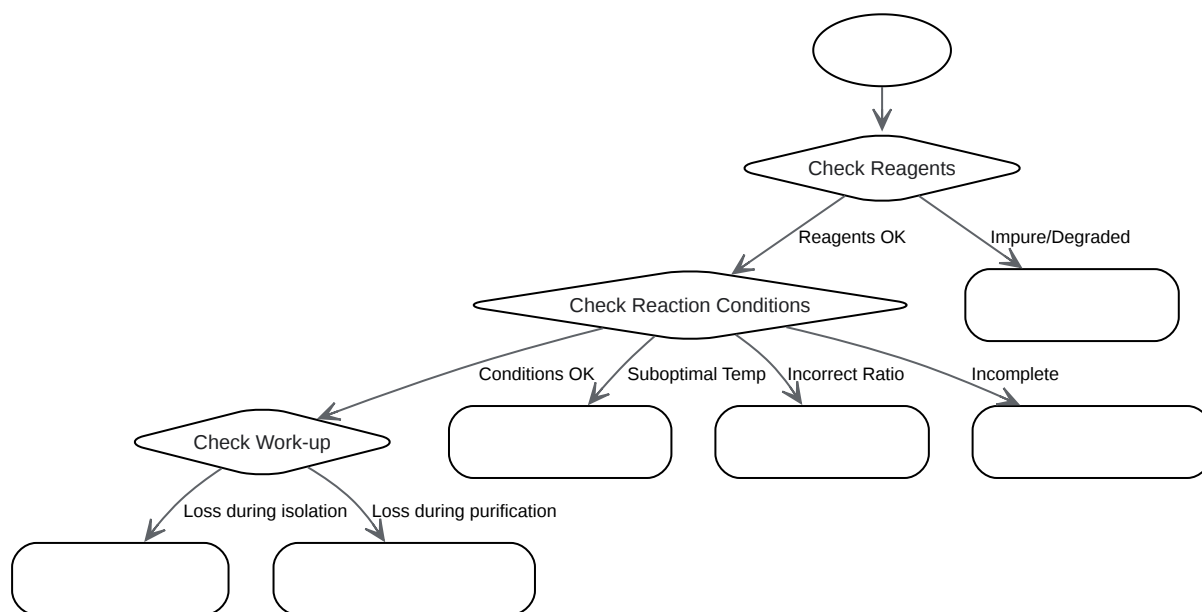 Check Reagents
Reagents OK
Impure/Degraded
Check Reaction Conditions
Conditions OK
Suboptimal Temp
Incorrect Ratio
Incomplete
Check Work-up
Loss during isolation
Loss during purification